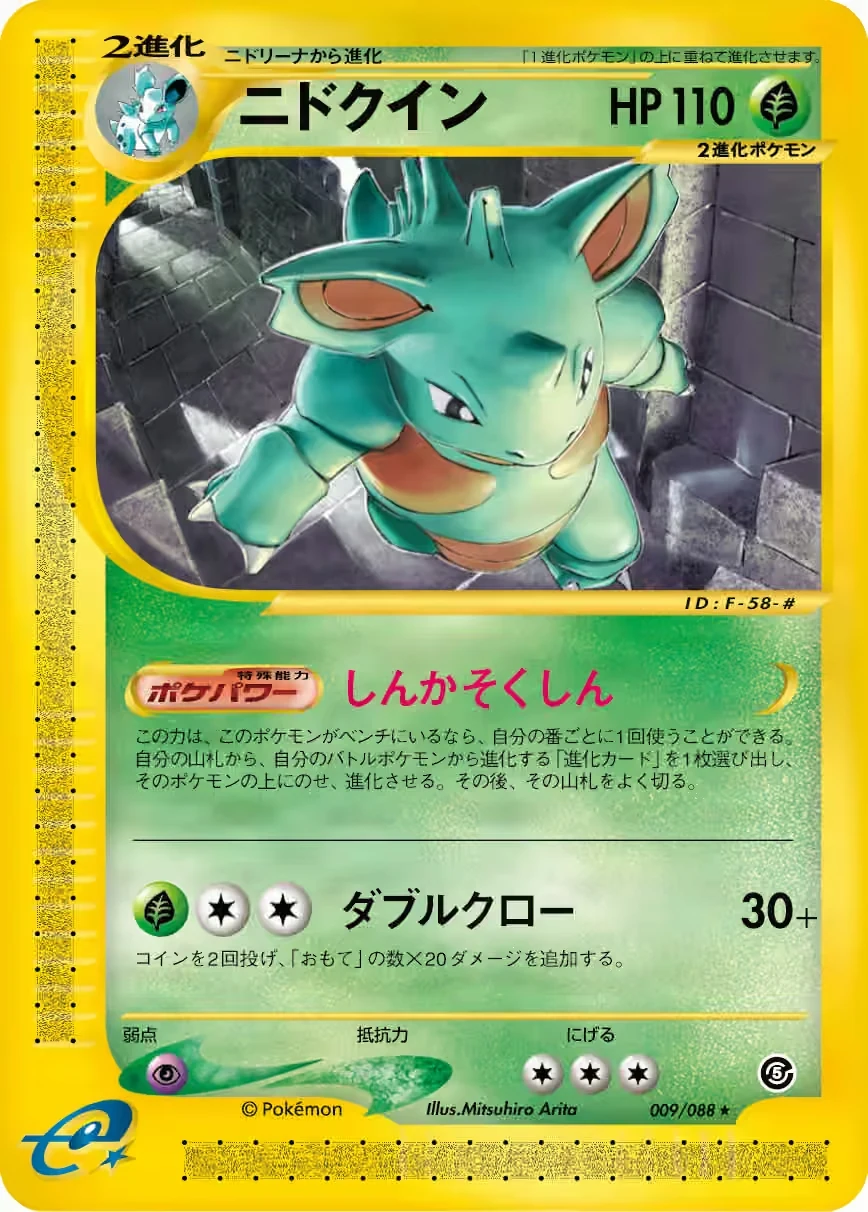 2進化
ニドリーナから進化
「1進化ポケモン」の上に重ねて進化させます。
ニドクイン
HP 110
2進化ポケモン
ID : F-58-#
特殊能力
ポケパワー
しんかそくしん
この力は、このポケモンがベンチにいるなら、自分の番ごとに1回使うことができる。
自分の山札から、自分のバトルポケモンから進化する「進化カード」を1枚選び出し、
そのポケモンの上にのせ、進化させる。その後、その山札をよく切る。
ダブルクロー
30+
コインを2回投げ、「おもて」の数×20ダメージを追加する。
弱点
抵抗力
にげる
5
© Pokémon
Illus.Mitsuhiro Arita
009/088★
e